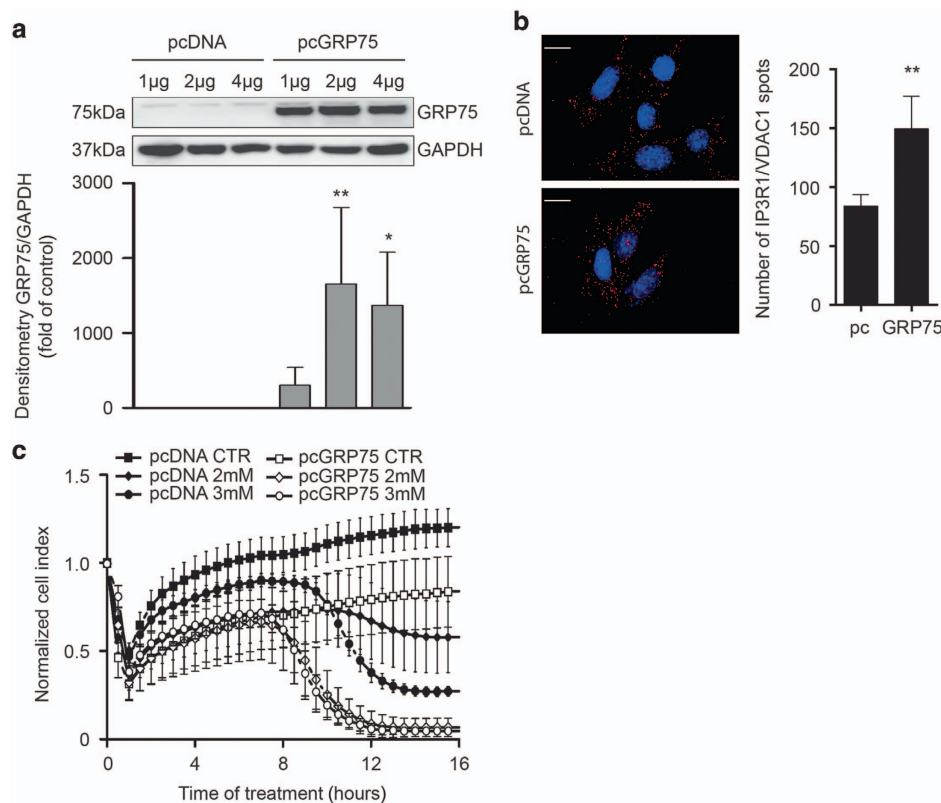 a
pcDNA pcGRP75
1µg 2µg 4µg 1µg 2µg 4µg
75kDa GRP75
37kDa GAPDH
Densitometry GRP75/GAPDH
(fold of control)
3000
2000
1000
0
** *
b
pcDNA
pcGRP75
Number of IP3R1/VDAC1 spots
200
150
100
50
0
**
pc GRP75
c
pcDNA CTR pcGRP75 CTR
pcDNA 2mM pcGRP75 2mM
pcDNA 3mM pcGRP75 3mM
Normalized cell index
1.5
1.0
0.5
0
0 4 8 12 16
Time of treatment (hours)